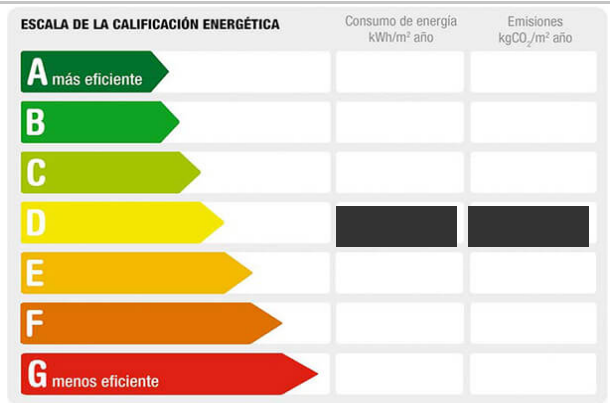 ESCALA DE LA CALIFICACIÓN ENERGÉTICA
Consumo de energía
kWh/m² año
Emisiones
kgCO₂/m² año
A más eficiente
B
C
D
E
F
G menos eficiente